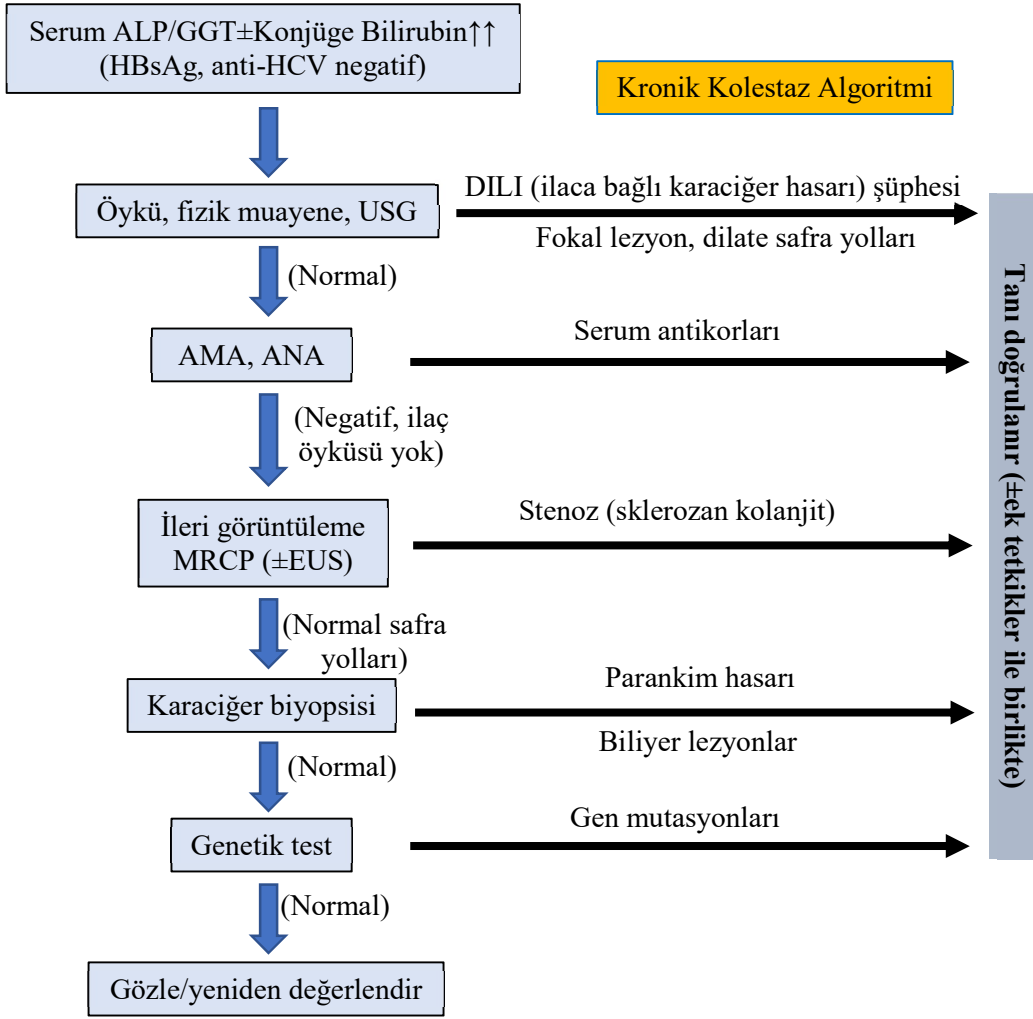 Serum ALP/GGT±Konjüge Bilirubin↑↑
(HBsAg, anti-HCV negatif)
Kronik Kolestaz Algoritmi
Öykü, fizik muayene, USG
DILI (ilaca bağlı karaciğer hasarı) şüphesi
Fokal lezyon, dilate safra yolları
(Normal)
AMA, ANA
Serum antikorları
(Negatif, ilaç
öyküsü yok)
İleri görüntüleme
MRCP (±EUS)
Stenoz (sklerozan kolanjit)
(Normal safra
yolları)
Karaciğer biyopsisi
Parankim hasarı
Biliyer lezyonlar
(Normal)
Genetik test
Gen mutasyonları
(Normal)
Gözle/yeniden değerlendir
Tanı doğrulanır (±ek tetkikler ile birlikte)